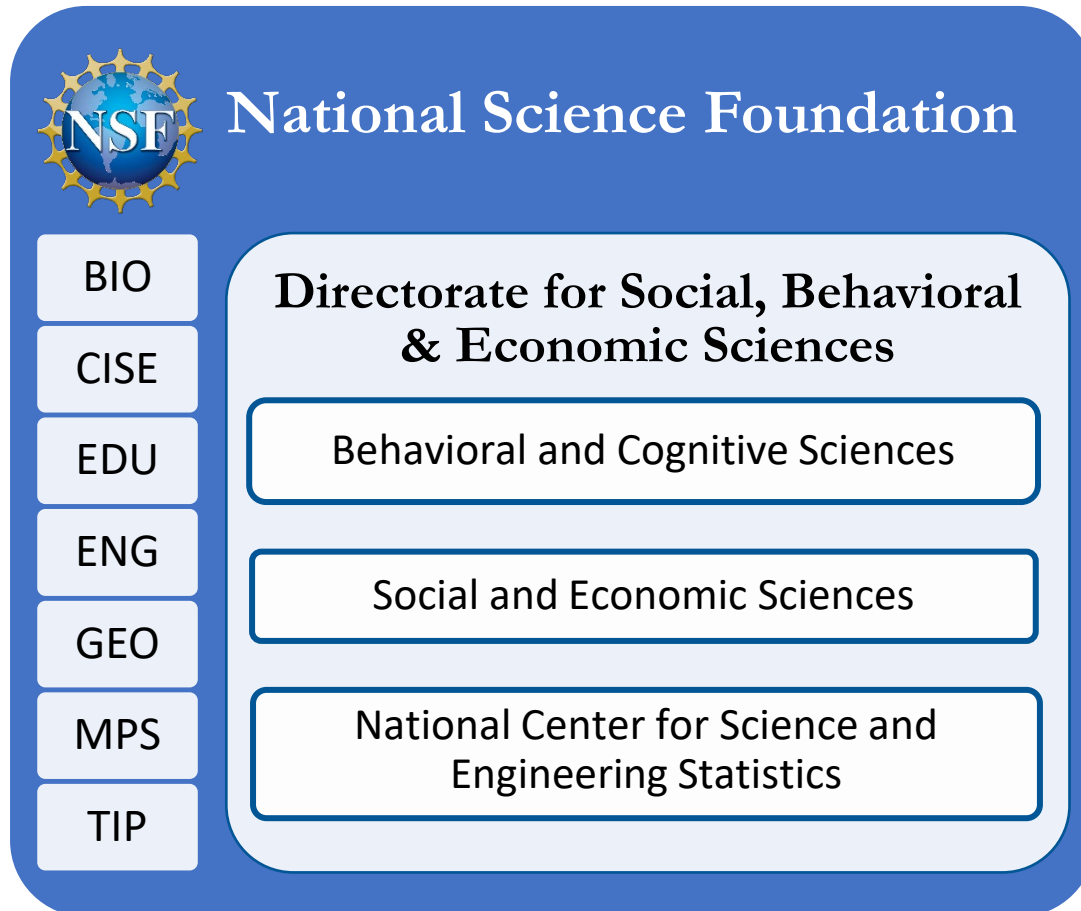 NSF
National Science Foundation
BIO
CISE
EDU
ENG
GEO
MPS
TIP
Directorate for Social, Behavioral
& Economic Sciences
Behavioral and Cognitive Sciences
Social and Economic Sciences
National Center for Science and
Engineering Statistics